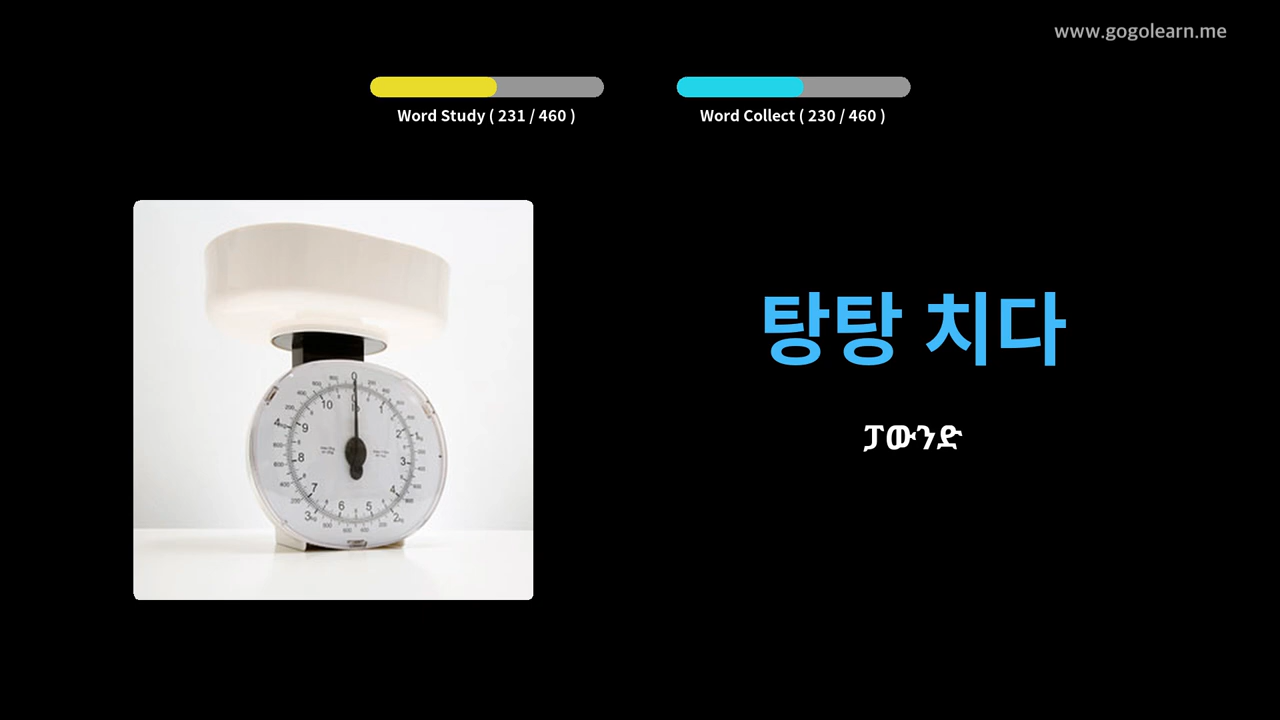 www.gogolearn.me
Word Study ( 231 / 460 )
Word Collect ( 230 / 460 )
탕탕 치다
ፓውንድ